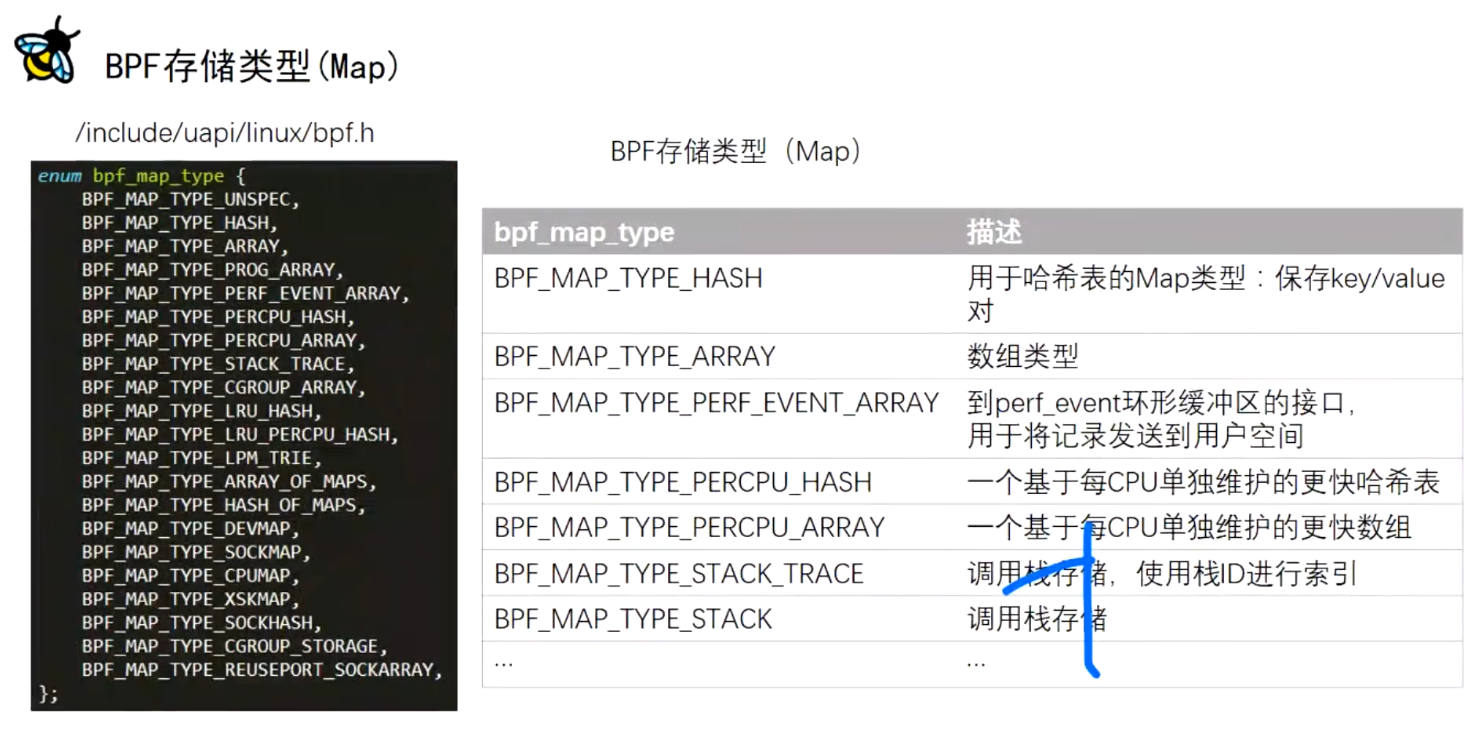 BPF存储类型(Map)
/include/uapi/linux/bpf.h
enum bpf_map_type {
BPF_MAP_TYPE_UNSPEC,
BPF_MAP_TYPE_HASH,
BPF_MAP_TYPE_ARRAY,
BPF_MAP_TYPE_PROG_ARRAY,
BPF_MAP_TYPE_PERF_EVENT_ARRAY,
BPF_MAP_TYPE_PERCPU_HASH,
BPF_MAP_TYPE_PERCPU_ARRAY,
BPF_MAP_TYPE_STACK_TRACE,
BPF_MAP_TYPE_CGROUP_ARRAY,
BPF_MAP_TYPE_LRU_HASH,
BPF_MAP_TYPE_LRU_PERCPU_HASH,
BPF_MAP_TYPE_LPM_TRIE,
BPF_MAP_TYPE_ARRAY_OF_MAPS,
BPF_MAP_TYPE_HASH_OF_MAPS,
BPF_MAP_TYPE_DEVMAP,
BPF_MAP_TYPE_SOCKMAP,
BPF_MAP_TYPE_CPUMAP,
BPF_MAP_TYPE_XSKMAP,
BPF_MAP_TYPE_SOCKHASH,
BPF_MAP_TYPE_CGROUP_STORAGE,
BPF_MAP_TYPE_REUSEPORT_SOCKARRAY,
};
BPF存储类型（Map）
bpf_map_type 描述
BPF_MAP_TYPE_HASH 用于哈希表的Map类型：保存key/value
对
BPF_MAP_TYPE_ARRAY 数组类型
BPF_MAP_TYPE_PERF_EVENT_ARRAY 到perf_event环形缓冲区的接口，
用于将记录发送到用户空间
BPF_MAP_TYPE_PERCPU_HASH 一个基于每CPU单独维护的更快哈希表
BPF_MAP_TYPE_PERCPU_ARRAY 一个基于每CPU单独维护的更快数组
BPF_MAP_TYPE_STACK_TRACE 调用栈存储，使用栈ID进行索引
BPF_MAP_TYPE_STACK 调用栈存储
... ...